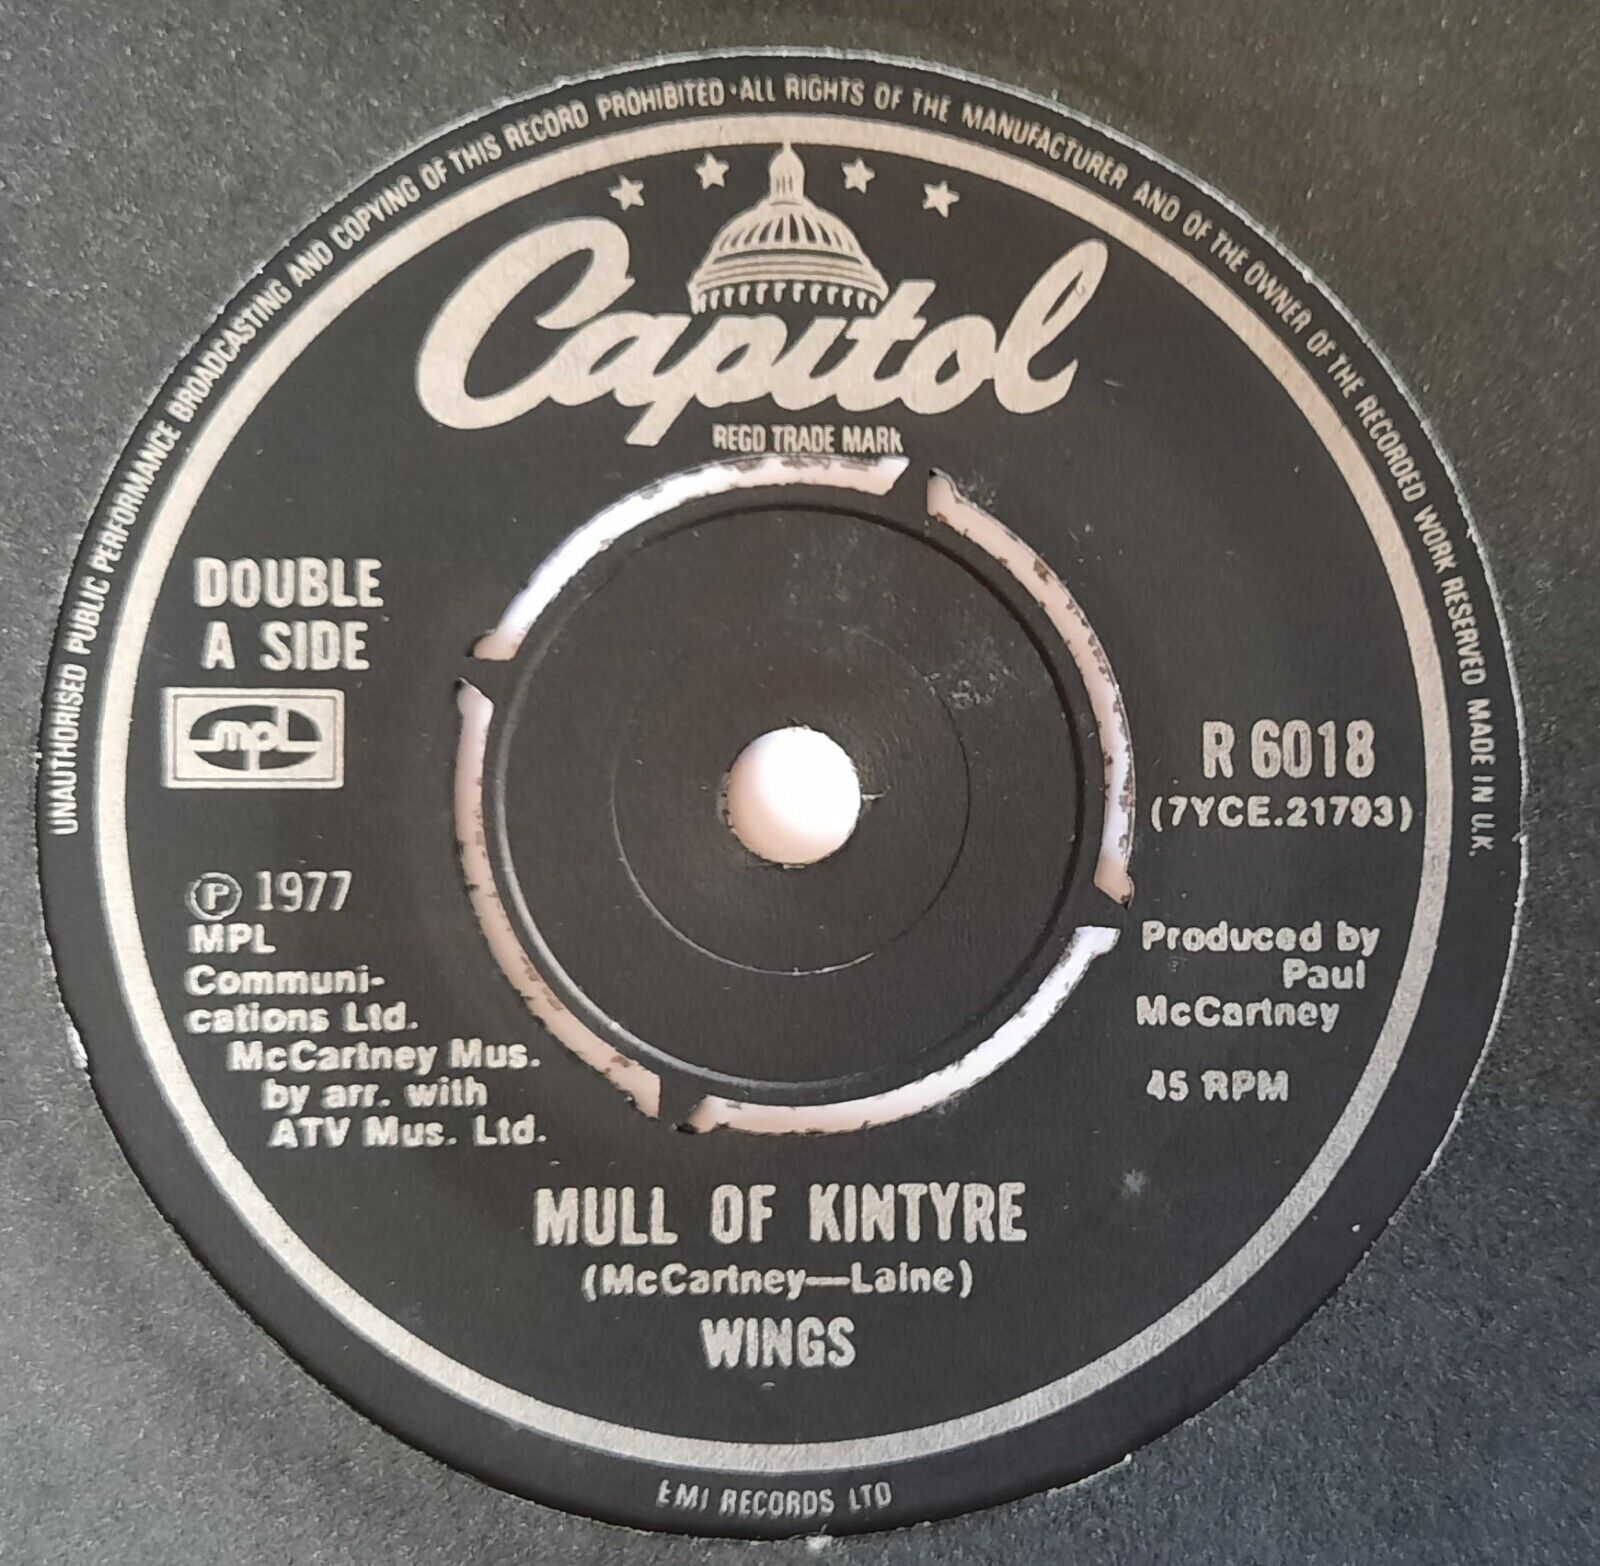 UNAUTHORISED PUBLIC PERFORMANCE BROADCASTING AND COPYING OF THIS RECORD PROHIBITED · ALL RIGHTS OF THE MANUFACTURER AND OF THE OWNER OF THE RECORDED WORK RESERVED MADE IN U.K.
Capitol
REGD TRADE MARK
DOUBLE
A SIDE
mpl
R 6018
(7YCE.21793)
℗ 1977
MPL
Communi-
cations Ltd.
McCartney Mus.
by arr. with
ATV Mus. Ltd.
Produced by
Paul
McCartney
45 RPM
MULL OF KINTYRE
(McCartney—Laine)
WINGS
EMI RECORDS LTD